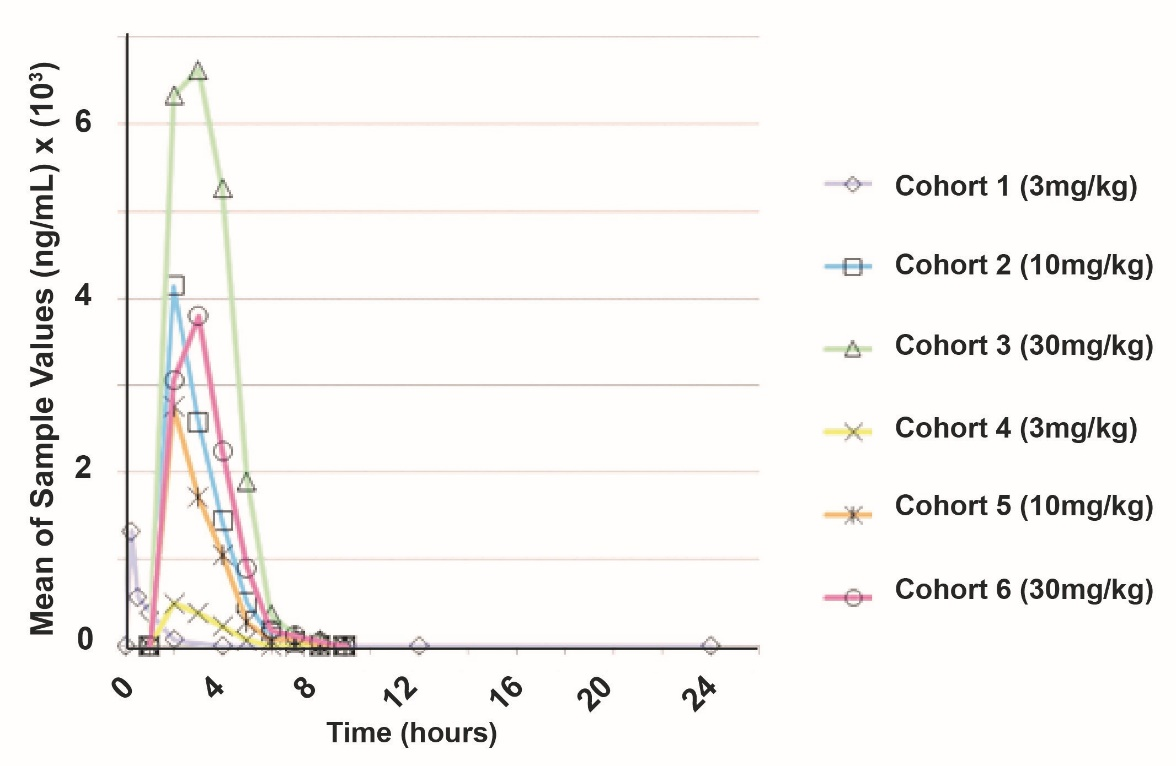 Mean of Sample Values (ng/mL) x (10³)
6
4
2
0
0
4
8
12
16
20
24
Time (hours)
Cohort 1 (3mg/kg)
Cohort 2 (10mg/kg)
Cohort 3 (30mg/kg)
Cohort 4 (3mg/kg)
Cohort 5 (10mg/kg)
Cohort 6 (30mg/kg)